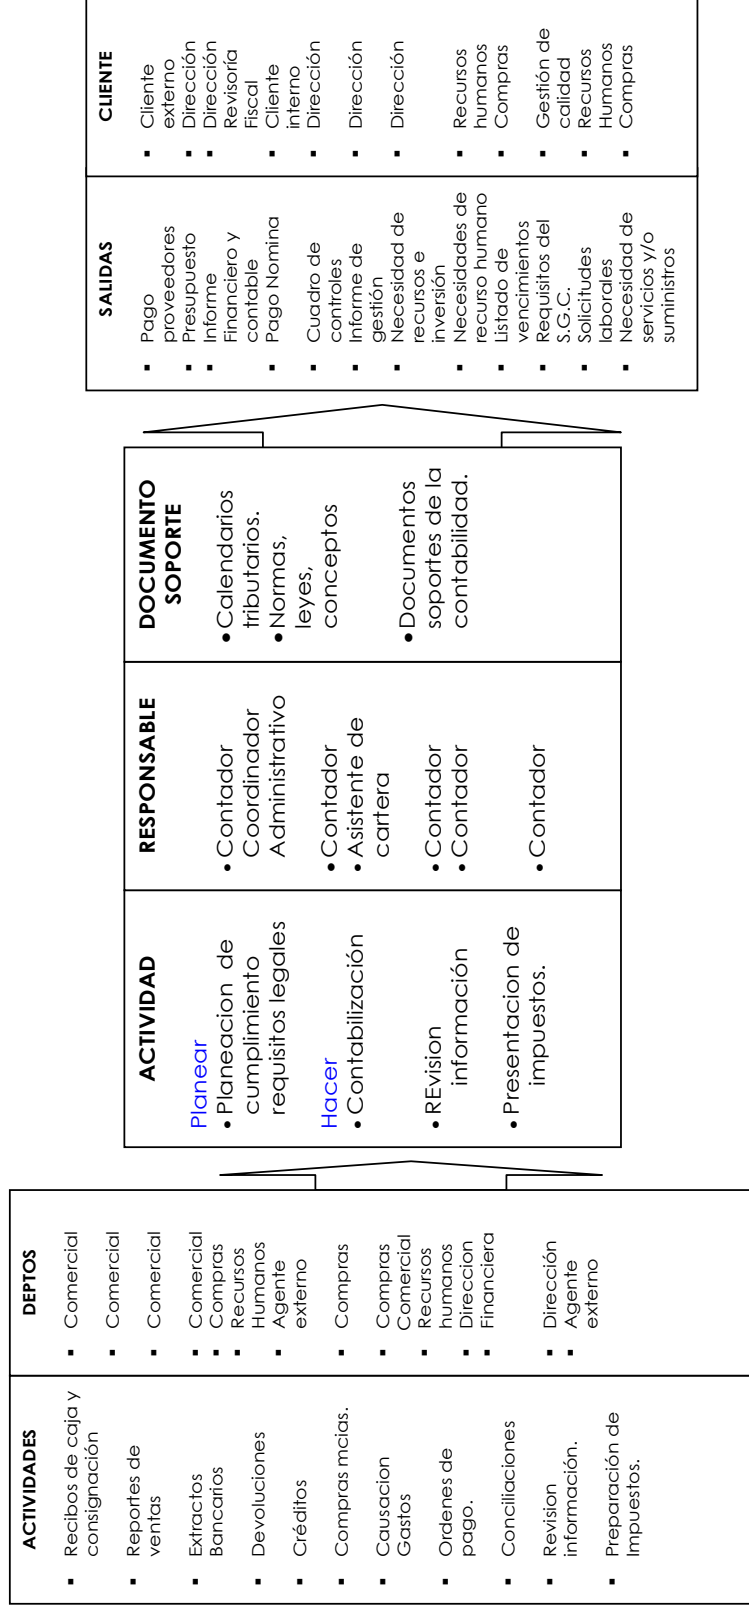 ACTIVIDADES
▪ Recibos de caja y
consignación
▪ Reportes de
ventas
▪ Extractos
Bancarios
▪ Devoluciones
▪ Créditos
▪ Compras mcias.
▪ Causacion
Gastos
▪ Ordenes de
pago.
▪ Conciliaciones
▪ Revision
información.
▪ Preparación de
Impuestos.
DEPTOS
▪ Comercial
▪ Comercial
▪ Comercial
▪ Comercial
▪ Compras
▪ Recursos
Humanos
▪ Agente
externo
▪ Compras
▪ Compras
Comercial
▪ Recursos
humanos
▪ Direccion
▪ Financiera
▪ Dirección
▪ Agente
externo
ACTIVIDAD
Planear
• Planeacion de
cumplimiento
requisitos legales
Hacer
• Contabilización
• REvision
información
• Presentacion de
impuestos.
RESPONSABLE
• Contador
Coordinador
Administrativo
• Contador
• Asistente de
cartera
• Contador
• Contador
• Contador
DOCUMENTO
SOPORTE
• Calendarios
tributarios.
• Normas,
leyes,
conceptos
• Documentos
soportes de la
contabilidad.
SALIDAS
▪ Pago
proveedores
▪ Presupuesto
▪ Informe
Financiero y
contable
▪ Pago Nomina
▪ Cuadro de
controles
▪ Informe de
gestión
▪ Necesidad de
recursos e
inversión
▪ Necesidades de
recurso humano
▪ Listado de
vencimientos
▪ Requisitos del
S.G.C.
▪ Solicitudes
laborales
▪ Necesidad de
servicios y/o
suministros
CLIENTE
▪ Cliente
externo
▪ Dirección
▪ Dirección
Revisoría
Fiscal
▪ Cliente
interno
▪ Dirección
▪ Dirección
▪ Dirección
▪ Recursos
humanos
▪ Compras
▪ Gestión de
calidad
▪ Recursos
Humanos
▪ Compras